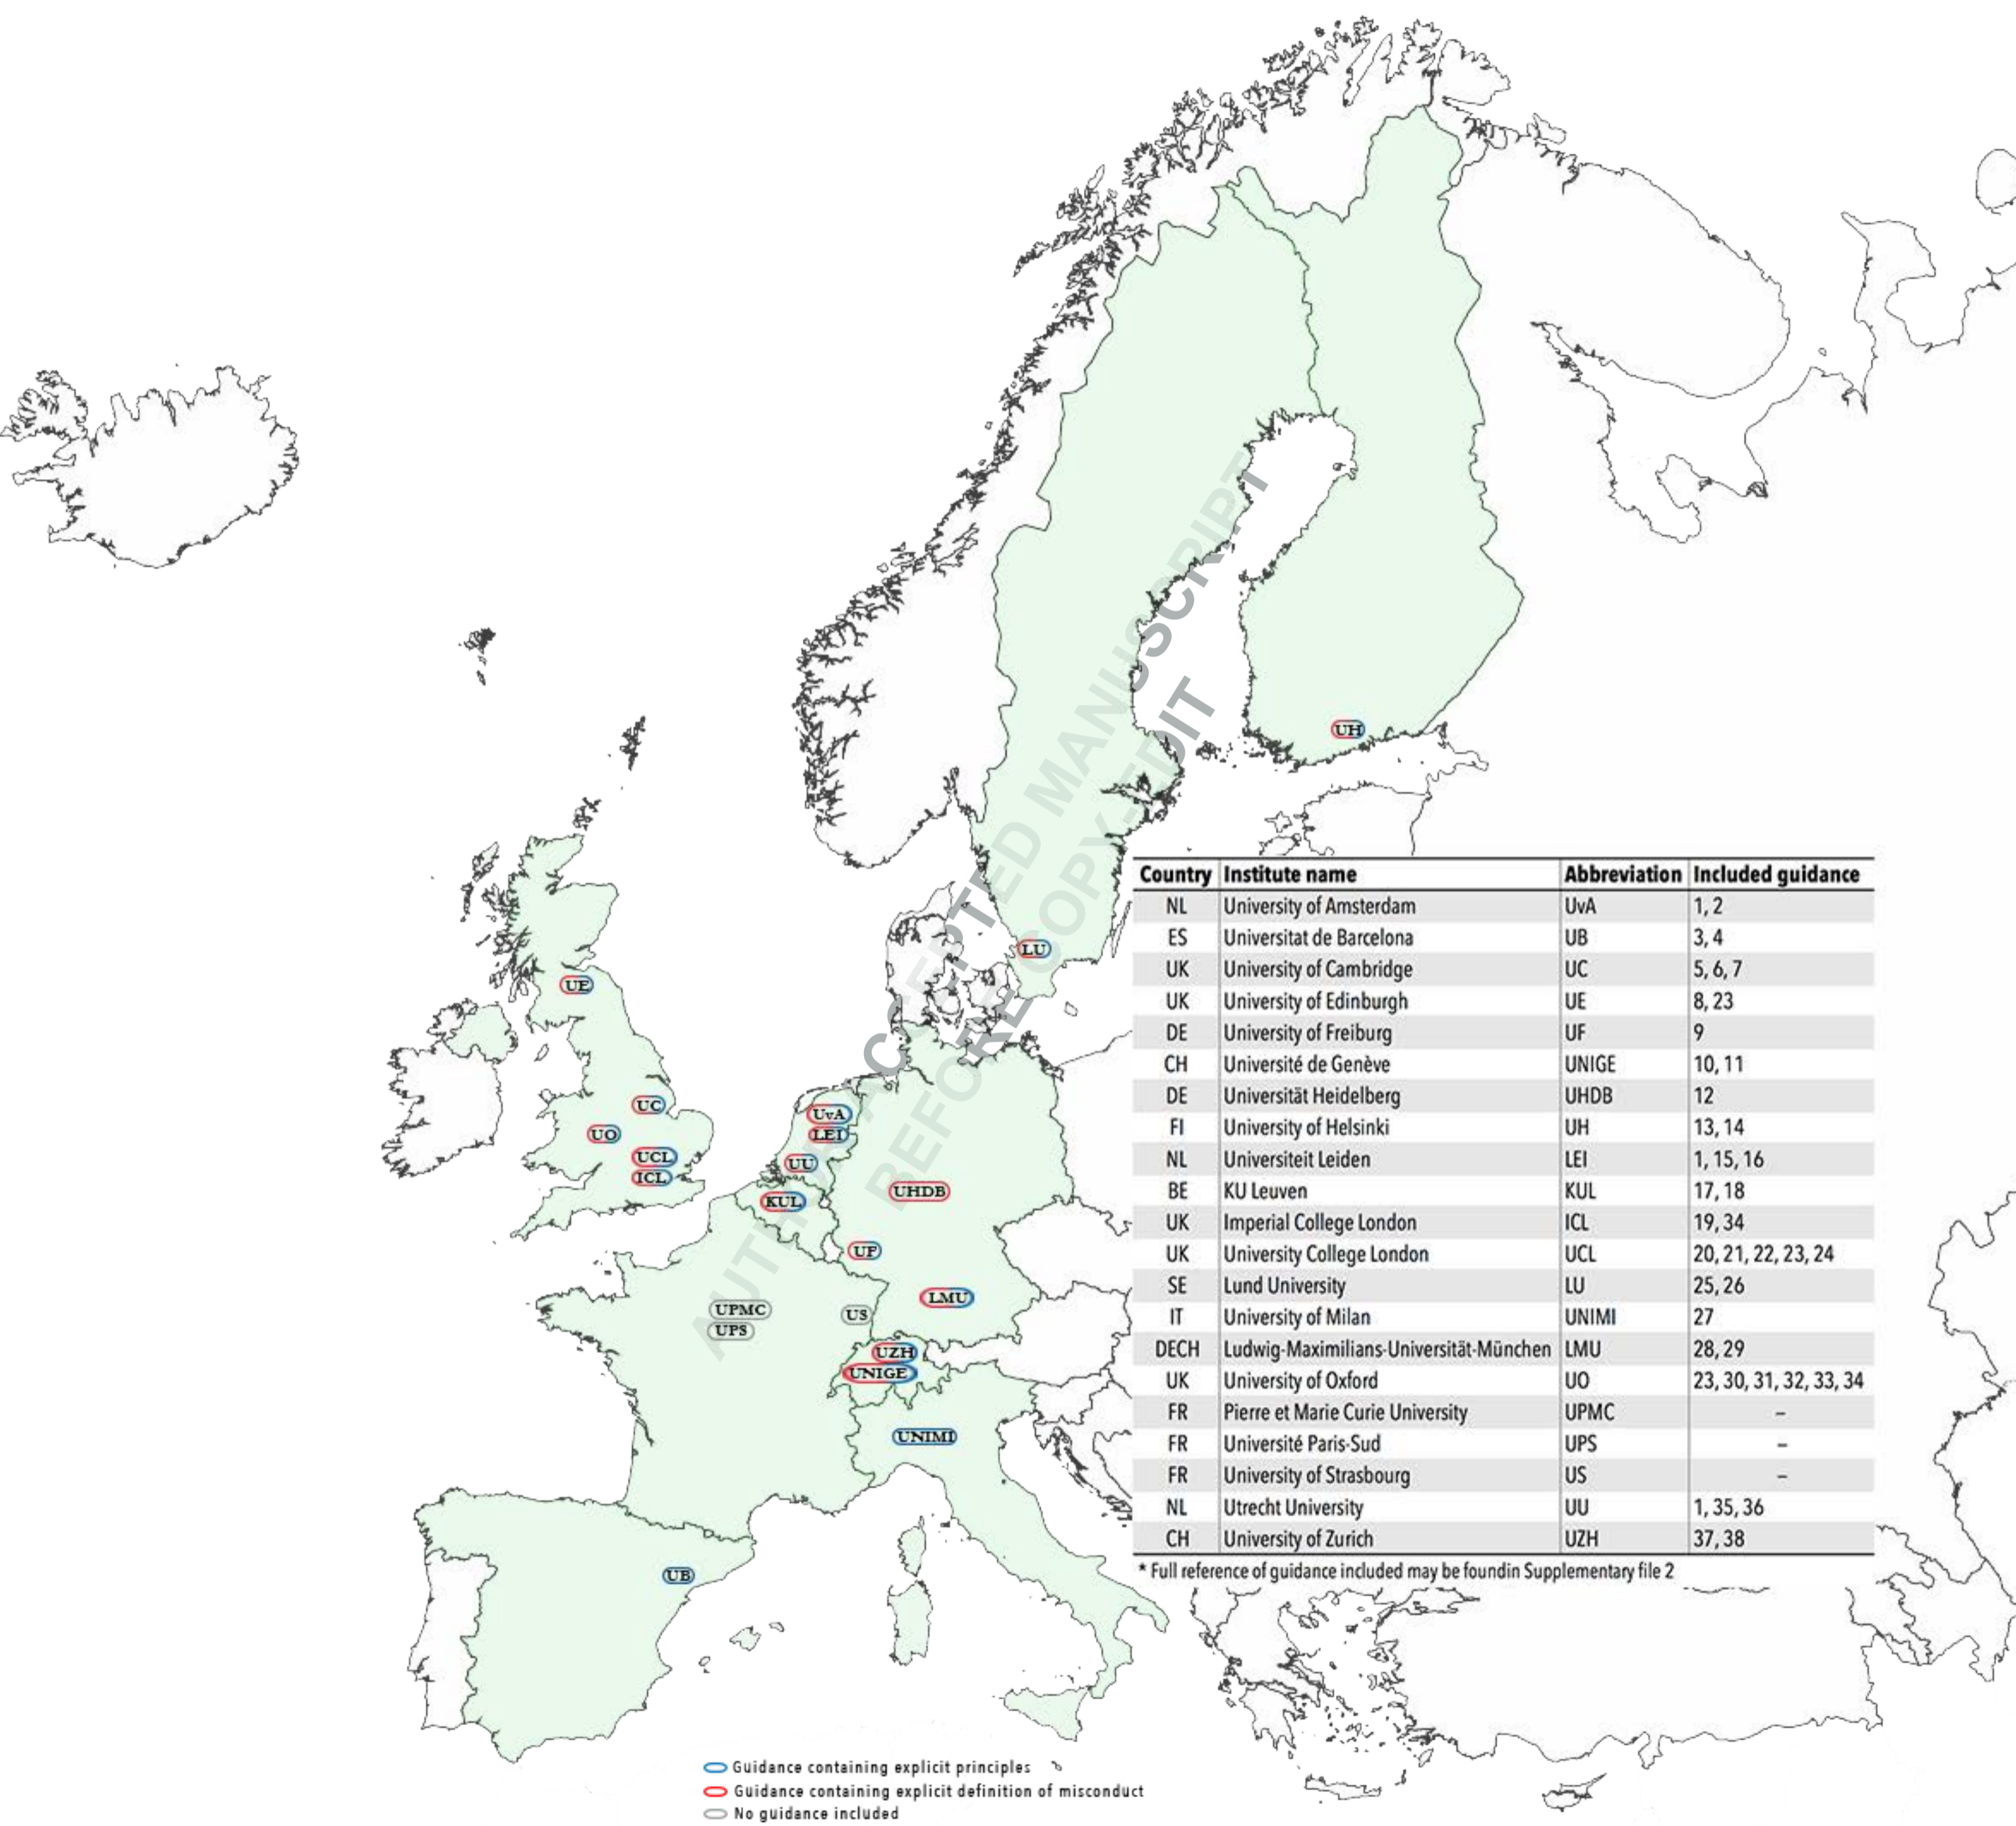 UH
LU
UE
UC
UO
UCL
ICL
UvA
LEI
UU
KUL
UHDB
UF
LMU
UPMC
UPS
US
UZH
UNIGE
UNIMI
UB
AUTHOR ACCEPTED MANUSCRIPT
BEFORE COPY-EDIT
Country Institute name Abbreviation Included guidance
NL University of Amsterdam UvA 1, 2
ES Universitat de Barcelona UB 3, 4
UK University of Cambridge UC 5, 6, 7
UK University of Edinburgh UE 8, 23
DE University of Freiburg UF 9
CH Université de Genève UNIGE 10, 11
DE Universität Heidelberg UHDB 12
FI University of Helsinki UH 13, 14
NL Universiteit Leiden LEI 1, 15, 16
BE KU Leuven KUL 17, 18
UK Imperial College London ICL 19, 34
UK University College London UCL 20, 21, 22, 23, 24
SE Lund University LU 25, 26
IT University of Milan UNIMI 27
DECH Ludwig-Maximilians-Universität-München LMU 28, 29
UK University of Oxford UO 23, 30, 31, 32, 33, 34
FR Pierre et Marie Curie University UPMC –
FR Université Paris-Sud UPS –
FR University of Strasbourg US –
NL Utrecht University UU 1, 35, 36
CH University of Zurich UZH 37, 38
* Full reference of guidance included may be foundin Supplementary file 2
Guidance containing explicit principles
Guidance containing explicit definition of misconduct
No guidance included